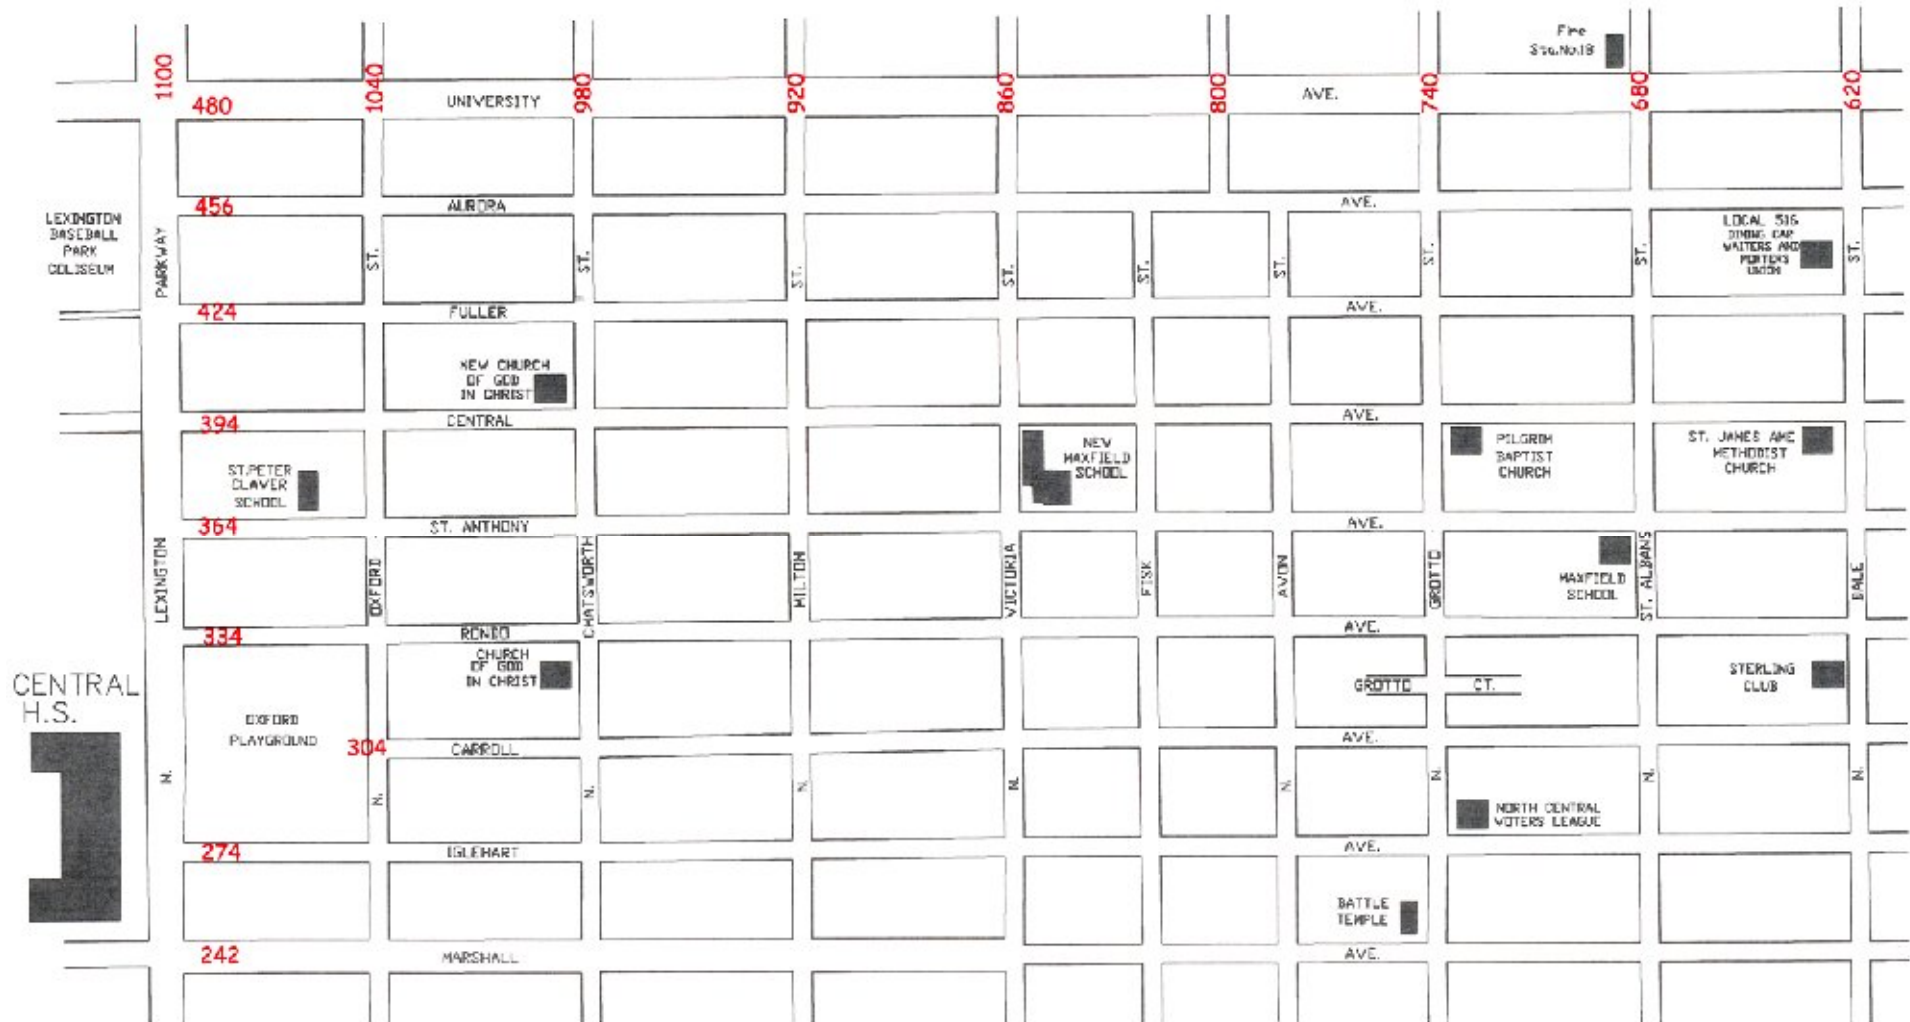 Fire
Sta.No.18
1100
1040
980
920
860
800
740
680
620
480
UNIVERSITY
AVE.
456
AURORA
AVE.
LEXINGTON
BASEBALL
PARK
COLISEUM
PARKWAY
ST.
ST.
ST.
ST.
ST.
ST.
ST.
ST.
ST.
LOCAL 516
DINING CAR
WAITERS AND
PORTERS
UNION
424
FULLER
AVE.
NEW CHURCH
OF GOD
IN CHRIST
394
CENTRAL
AVE.
ST.PETER
CLAVER
SCHOOL
NEW
MAXFIELD
SCHOOL
PILGRIM
BAPTIST
CHURCH
ST. JAMES AME
METHODIST
CHURCH
364
ST. ANTHONY
AVE.
LEXINGTON
OXFORD
CHATSWORTH
MILTON
VICTORIA
FISK
AVON
GROTTO
ST. ALBANS
DALE
MAXFIELD
SCHOOL
334
RONDO
AVE.
CHURCH
OF GOD
IN CHRIST
GROTTO
CT.
STERLING
CLUB
CENTRAL
H.S.
OXFORD
PLAYGROUND
304
CARROLL
AVE.
N.
N.
N.
N.
N.
N.
N.
N.
N.
NORTH CENTRAL
VOTERS LEAGUE
274
IGLEHART
AVE.
BATTLE
TEMPLE
242
MARSHALL
AVE.